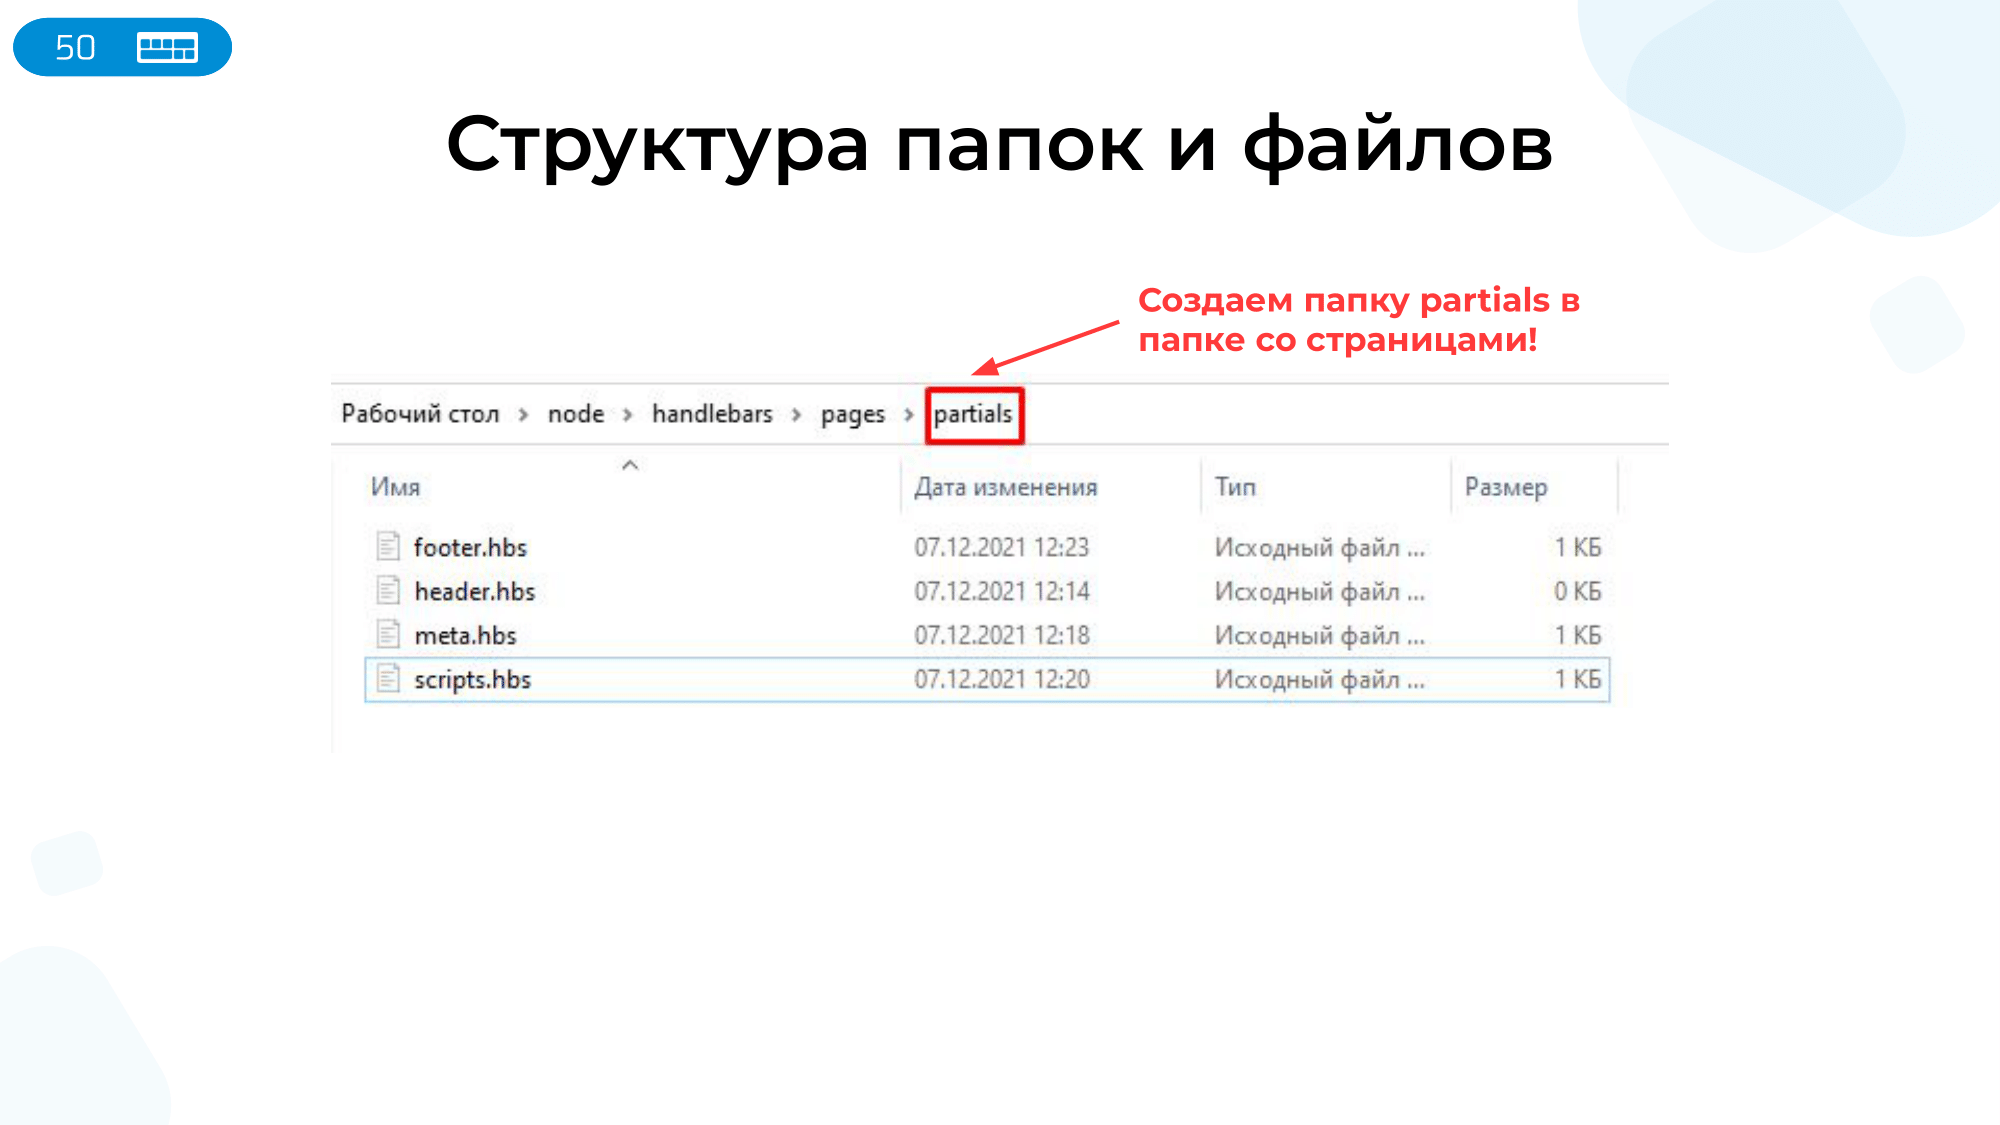 50
Структура папок и файлов
Создаем папку partials в
папке со страницами!
Рабочий стол > node > handlebars > pages > partials
Имя Дата изменения Тип Размер
footer.hbs 07.12.2021 12:23 Исходный файл ... 1 КБ
header.hbs 07.12.2021 12:14 Исходный файл ... 0 КБ
meta.hbs 07.12.2021 12:18 Исходный файл ... 1 КБ
scripts.hbs 07.12.2021 12:20 Исходный файл ... 1 КБ